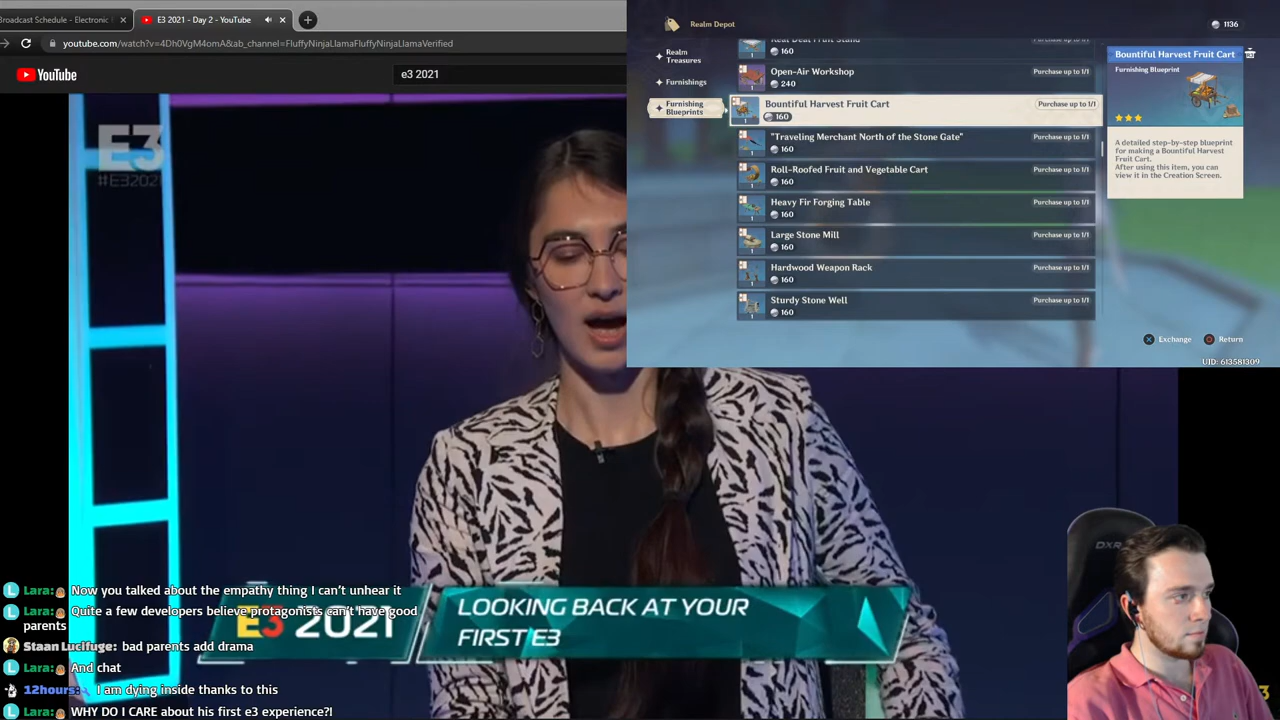 Broadcast Schedule - Electronic
E3 2021 - Day 2 - YouTube
youtube.com/watch?v=4Dh0VgM4omA&ab_channel=FluffyNinjaLlamaFluffyNinjaLlamaVerified
YouTube
e3 2021
E3
#E32021
Realm Depot
1136
Realm
Treasures
Furnishings
Furnishing
Blueprints
Real Deal Fruit Stand
160
Open-Air Workshop
240
Purchase up to 1/1
Bountiful Harvest Fruit Cart
160
Purchase up to 1/1
"Traveling Merchant North of the Stone Gate"
160
Purchase up to 1/1
Roll-Roofed Fruit and Vegetable Cart
160
Purchase up to 1/1
Heavy Fir Forging Table
160
Purchase up to 1/1
Large Stone Mill
160
Purchase up to 1/1
Hardwood Weapon Rack
160
Purchase up to 1/1
Sturdy Stone Well
160
Purchase up to 1/1
Bountiful Harvest Fruit Cart
Furnishing Blueprint
A detailed step-by-step blueprint
for making a Bountiful Harvest
Fruit Cart.
After using this item, you can
view it in the Creation Screen.
Exchange
Return
UID: 613581309
DXR
E3 2021
LOOKING BACK AT YOUR
FIRST E3
Lara: Now you talked about the empathy thing I can't unhear it
Lara: Quite a few developers believe protagonists can't have good
parents
Staan Lucifuge: bad parents add drama
Lara: And chat
12hours: I am dying inside thanks to this
Lara: WHY DO I CARE about his first e3 experience?!